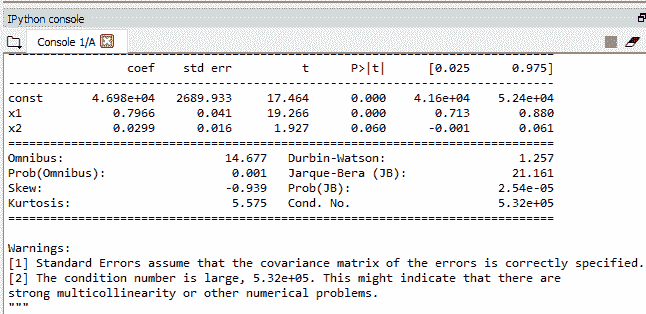 IPython console
Console 1/A
coef std err t P>|t| [0.025 0.975]
const 4.698e+04 2689.933 17.464 0.000 4.16e+04 5.24e+04
x1 0.7966 0.041 19.266 0.000 0.713 0.880
x2 0.0299 0.016 1.927 0.060 -0.001 0.061
Omnibus: 14.677 Durbin-Watson: 1.257
Prob(Omnibus): 0.001 Jarque-Bera (JB): 21.161
Skew: -0.939 Prob(JB): 2.54e-05
Kurtosis: 5.575 Cond. No. 5.32e+05
Warnings:
[1] Standard Errors assume that the covariance matrix of the errors is correctly specified.
[2] The condition number is large, 5.32e+05. This might indicate that there are
strong multicollinearity or other numerical problems.
"""